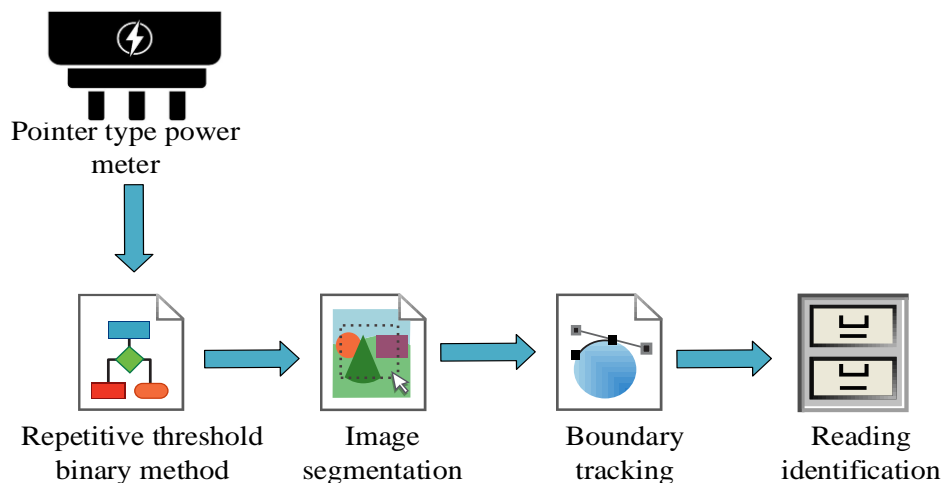 Pointer type power
meter
Repetitive threshold
binary method
Image
segmentation
Boundary
tracking
Reading
identification